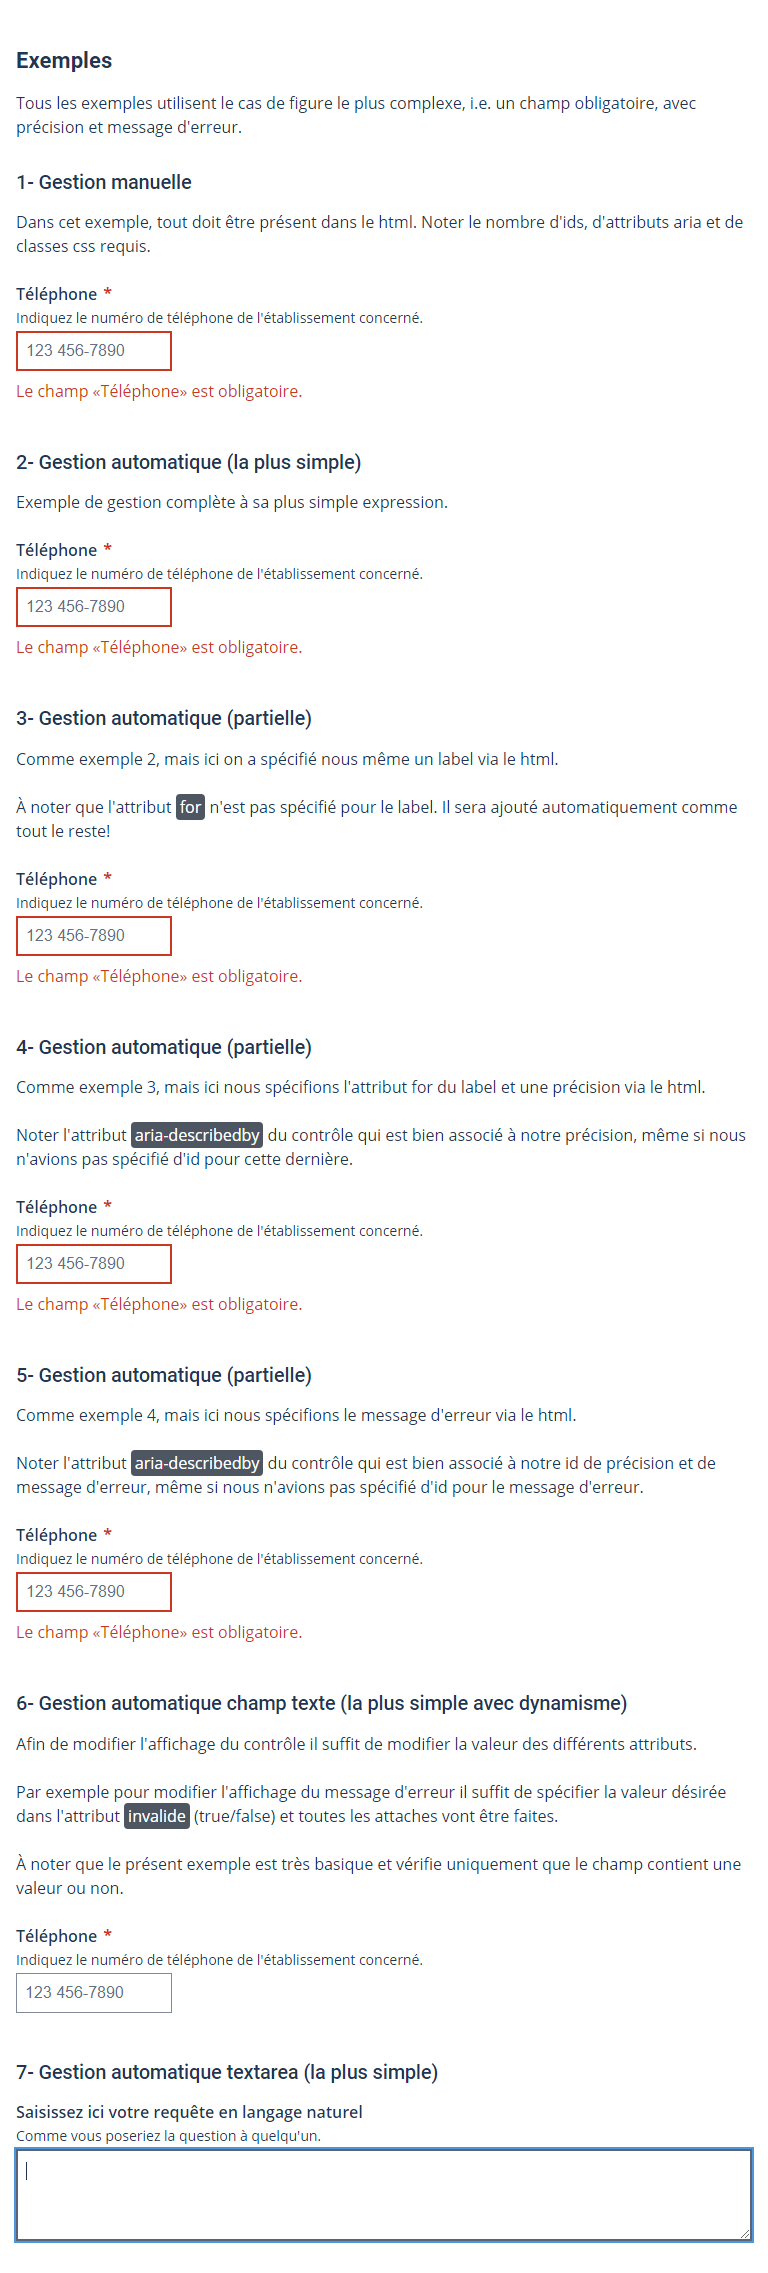 Exemples
Tous les exemples utilisent le cas de figure le plus complexe, i.e. un champ obligatoire, avec
précision et message d'erreur.
1- Gestion manuelle
Dans cet exemple, tout doit être présent dans le html. Noter le nombre d'ids, d'attributs aria et de
classes css requis.
Téléphone *
Indiquez le numéro de téléphone de l'établissement concerné.
123 456-7890
Le champ «Téléphone» est obligatoire.
2- Gestion automatique (la plus simple)
Exemple de gestion complète à sa plus simple expression.
Téléphone *
Indiquez le numéro de téléphone de l'établissement concerné.
123 456-7890
Le champ «Téléphone» est obligatoire.
3- Gestion automatique (partielle)
Comme exemple 2, mais ici on a spécifié nous même un label via le html.
À noter que l'attribut for n'est pas spécifié pour le label. Il sera ajouté automatiquement comme
tout le reste!
Téléphone *
Indiquez le numéro de téléphone de l'établissement concerné.
123 456-7890
Le champ «Téléphone» est obligatoire.
4- Gestion automatique (partielle)
Comme exemple 3, mais ici nous spécifions l'attribut for du label et une précision via le html.
Noter l'attribut aria-describedby du contrôle qui est bien associé à notre précision, même si nous
n'avions pas spécifié d'id pour cette dernière.
Téléphone *
Indiquez le numéro de téléphone de l'établissement concerné.
123 456-7890
Le champ «Téléphone» est obligatoire.
5- Gestion automatique (partielle)
Comme exemple 4, mais ici nous spécifions le message d'erreur via le html.
Noter l'attribut aria-describedby du contrôle qui est bien associé à notre id de précision et de
message d'erreur, même si nous n'avions pas spécifié d'id pour le message d'erreur.
Téléphone *
Indiquez le numéro de téléphone de l'établissement concerné.
123 456-7890
Le champ «Téléphone» est obligatoire.
6- Gestion automatique champ texte (la plus simple avec dynamisme)
Afin de modifier l'affichage du contrôle il suffit de modifier la valeur des différents attributs.
Par exemple pour modifier l'affichage du message d'erreur il suffit de spécifier la valeur désirée
dans l'attribut invalide (true/false) et toutes les attaches vont être faites.
À noter que le présent exemple est très basique et vérifie uniquement que le champ contient une
valeur ou non.
Téléphone *
Indiquez le numéro de téléphone de l'établissement concerné.
123 456-7890
7- Gestion automatique textarea (la plus simple)
Saisissez ici votre requête en langage naturel
Comme vous poseriez la question à quelqu'un.